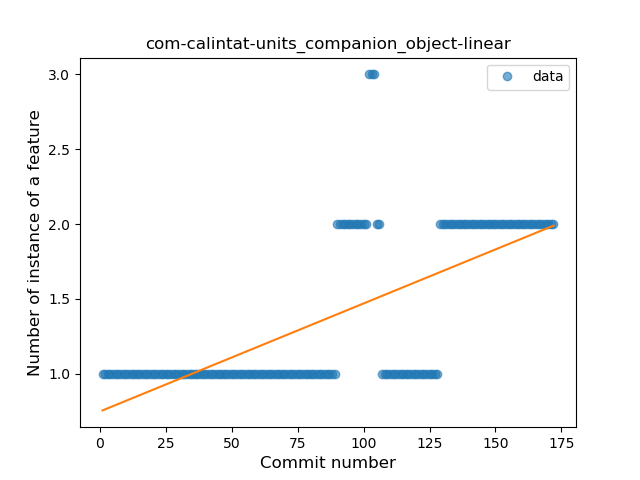 com-calintat-units_companion_object-linear
data
Number of instance of a feature
3.0
2.5
2.0
1.5
1.0
0 25 50 75 100 125 150 175
Commit number